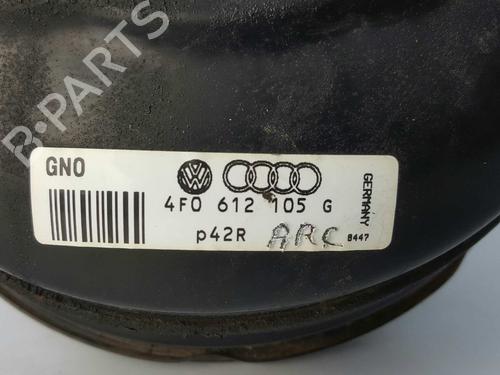 B-PARTS
GNO
4F0 612 105 G
p42R ARC
GERMANY
8447